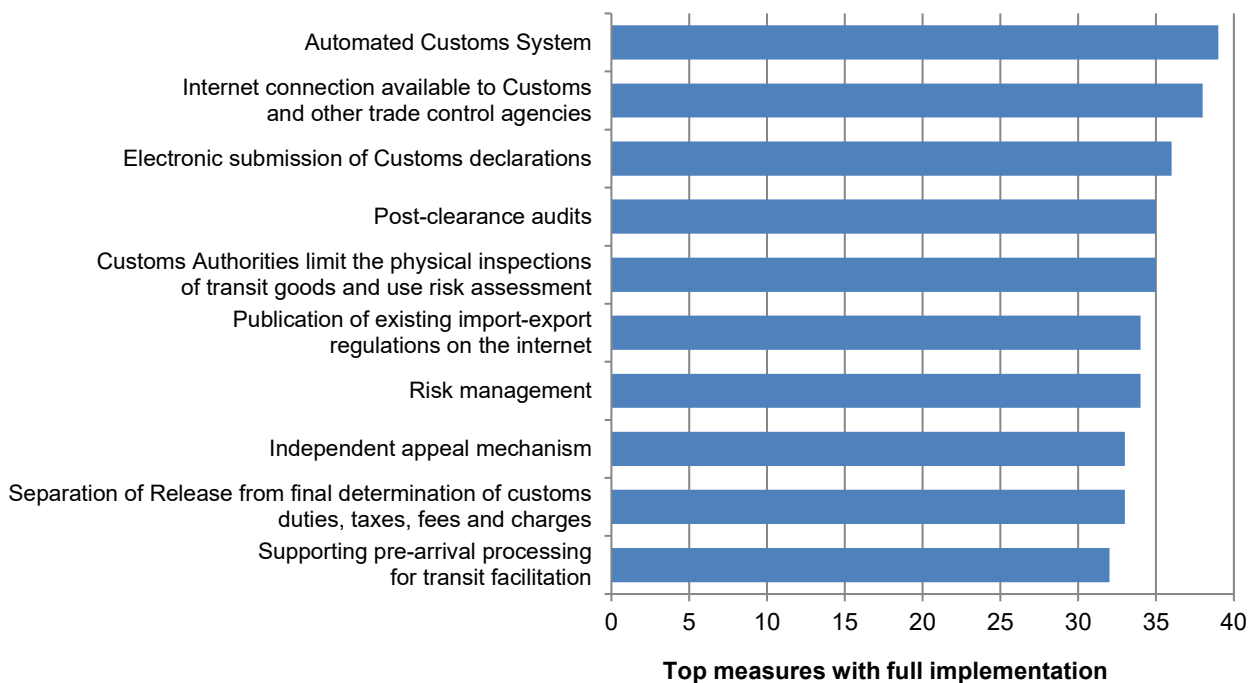 Automated Customs System
Internet connection available to Customs
and other trade control agencies
Electronic submission of Customs declarations
Post-clearance audits
Customs Authorities limit the physical inspections
of transit goods and use risk assessment
Publication of existing import-export
regulations on the internet
Risk management
Independent appeal mechanism
Separation of Release from final determination of customs
duties, taxes, fees and charges
Supporting pre-arrival processing
for transit facilitation
0 5 10 15 20 25 30 35 40
Top measures with full implementation